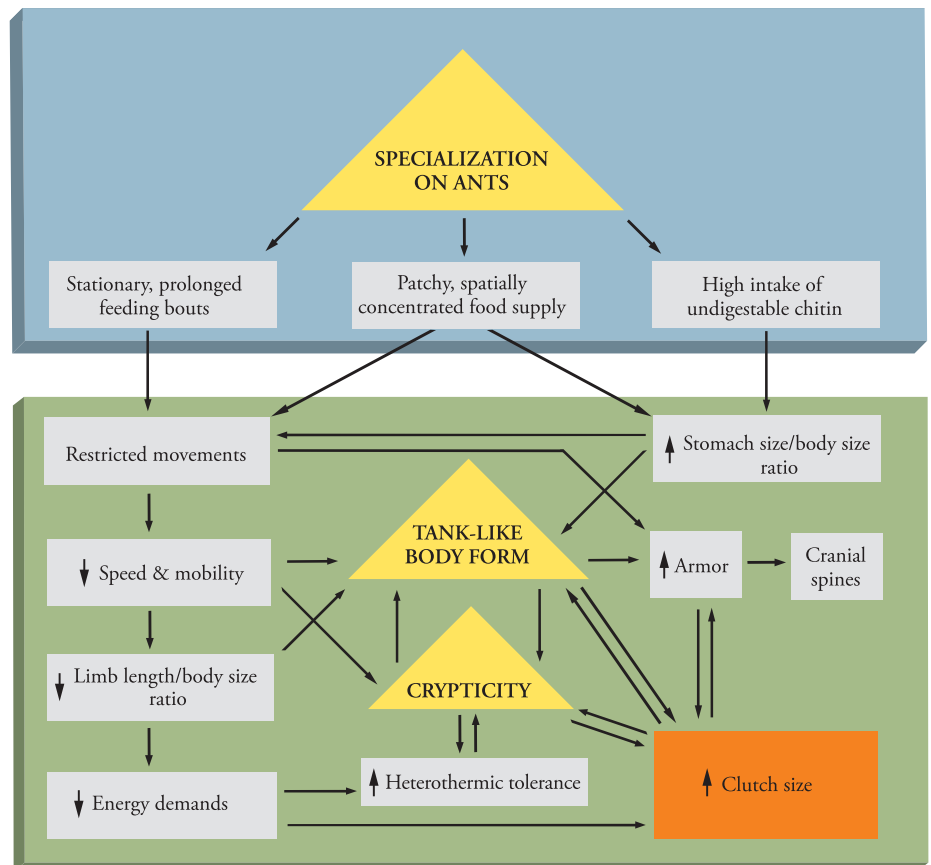 SPECIALIZATION
ON ANTS
Stationary, prolonged
feeding bouts
Patchy, spatially
concentrated food supply
High intake of
undigestable chitin
Restricted movements
Stomach size/body size
ratio
TANK-LIKE
BODY FORM
Speed & mobility
Armor
Cranial
spines
Limb length/body size
ratio
CRYPTICITY
Energy demands
Heterothermic tolerance
Clutch size